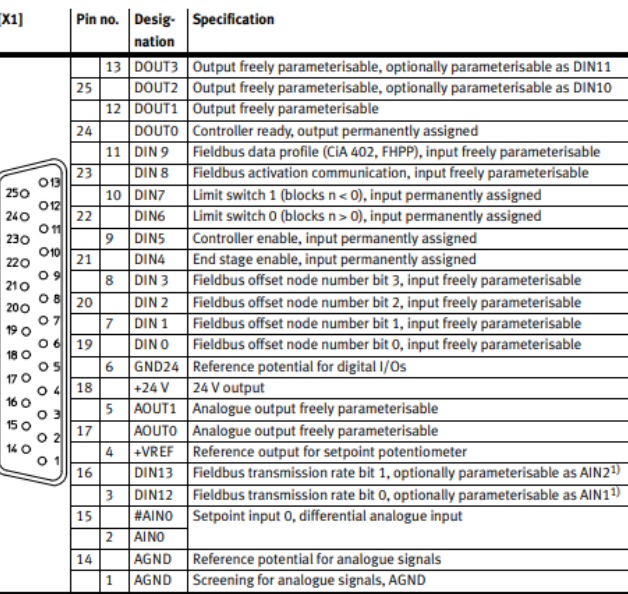 [X1] Pin no. Desig- Specification
nation
13 DOUT3 Output freely parameterisable, optionally parameterisable as DIN11
25 DOUT2 Output freely parameterisable, optionally parameterisable as DIN10
12 DOUT1 Output freely parameterisable
24 DOUT0 Controller ready, output permanently assigned
11 DIN 9 Fieldbus data profile (CiA 402, FHPP), input freely parameterisable
23 DIN 8 Fieldbus activation communication, input freely parameterisable
10 DIN7 Limit switch 1 (blocks n < 0), input permanently assigned
22 DIN6 Limit switch 0 (blocks n > 0), input permanently assigned
9 DIN5 Controller enable, input permanently assigned
21 DIN4 End stage enable, input permanently assigned
8 DIN 3 Fieldbus offset node number bit 3, input freely parameterisable
20 DIN 2 Fieldbus offset node number bit 2, input freely parameterisable
7 DIN 1 Fieldbus offset node number bit 1, input freely parameterisable
19 DIN 0 Fieldbus offset node number bit 0, input freely parameterisable
6 GND24 Reference potential for digital I/Os
18 +24 V 24 V output
5 AOUT1 Analogue output freely parameterisable
17 AOUT0 Analogue output freely parameterisable
4 +VREF Reference output for setpoint potentiometer
16 DIN13 Fieldbus transmission rate bit 1, optionally parameterisable as AIN2¹⁾
3 DIN12 Fieldbus transmission rate bit 0, optionally parameterisable as AIN1¹⁾
15 #AIN0 Setpoint input 0, differential analogue input
2 AIN0
14 AGND Reference potential for analogue signals
1 AGND Screening for analogue signals, AGND
13
25
12
24
11
23
10
22
9
21
8
20
7
19
6
18
5
17
4
16
3
15
2
14
1